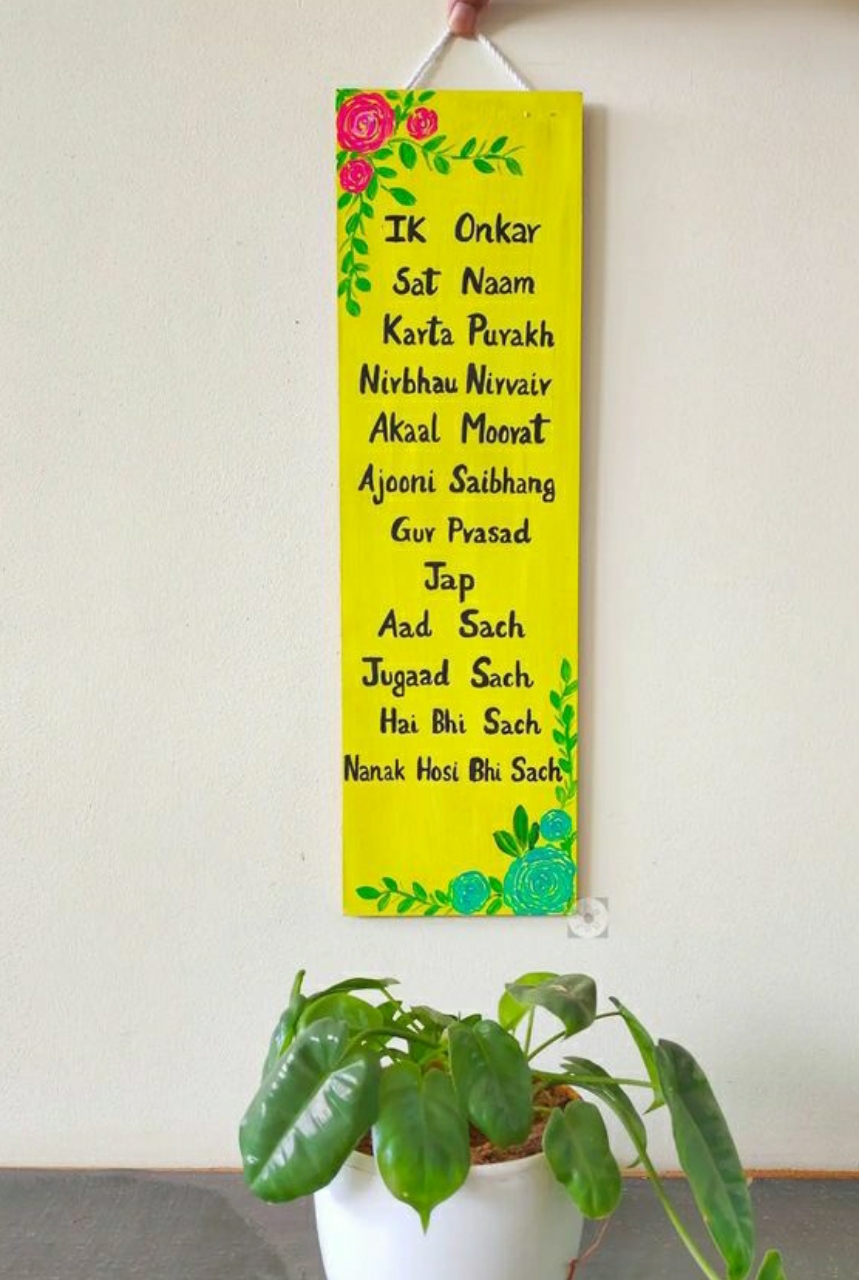 IK Onkar
Sat Naam
Karta Purakh
Nirbhau Nirvair
Akaal Moorat
Ajooni Saibhang
Gur Prasad
Jap
Aad Sach
Jugaad Sach
Hai Bhi Sach
Nanak Hosi Bhi Sach